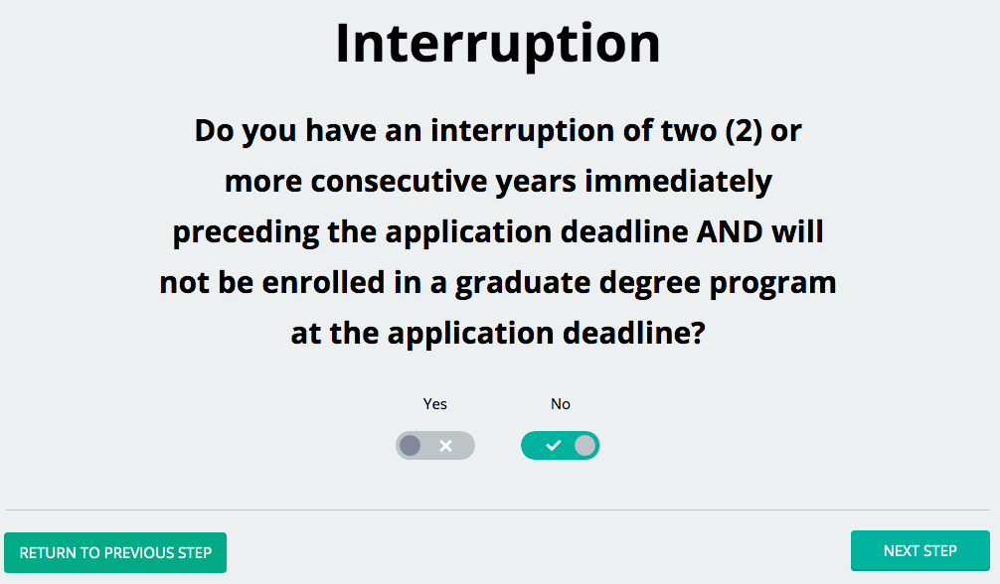 Interruption
Do you have an interruption of two (2) or
more consecutive years immediately
preceding the application deadline AND will
not be enrolled in a graduate degree program
at the application deadline?
Yes
No
RETURN TO PREVIOUS STEP
NEXT STEP